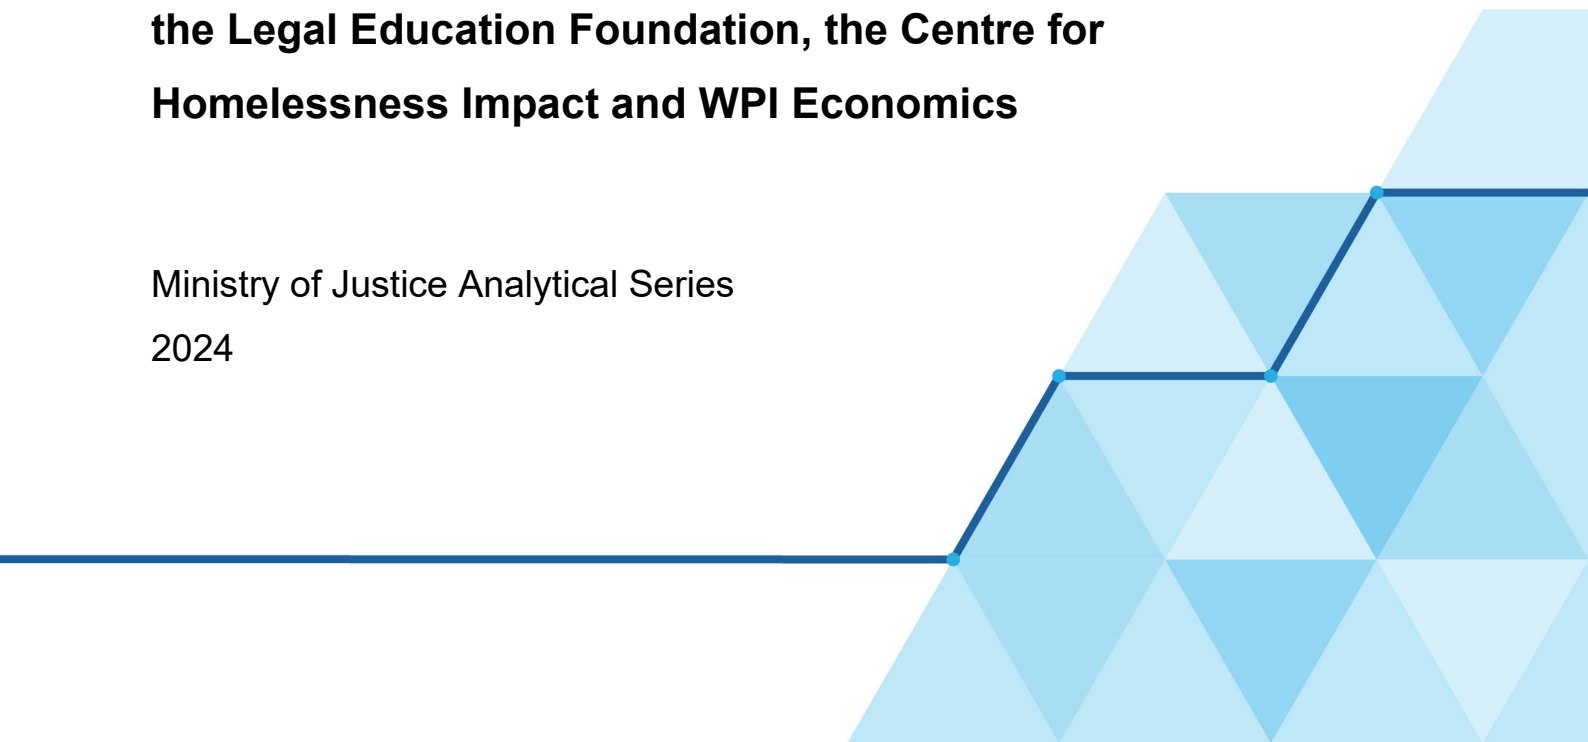 the Legal Education Foundation, the Centre for
Homelessness Impact and WPI Economics
Ministry of Justice Analytical Series
2024